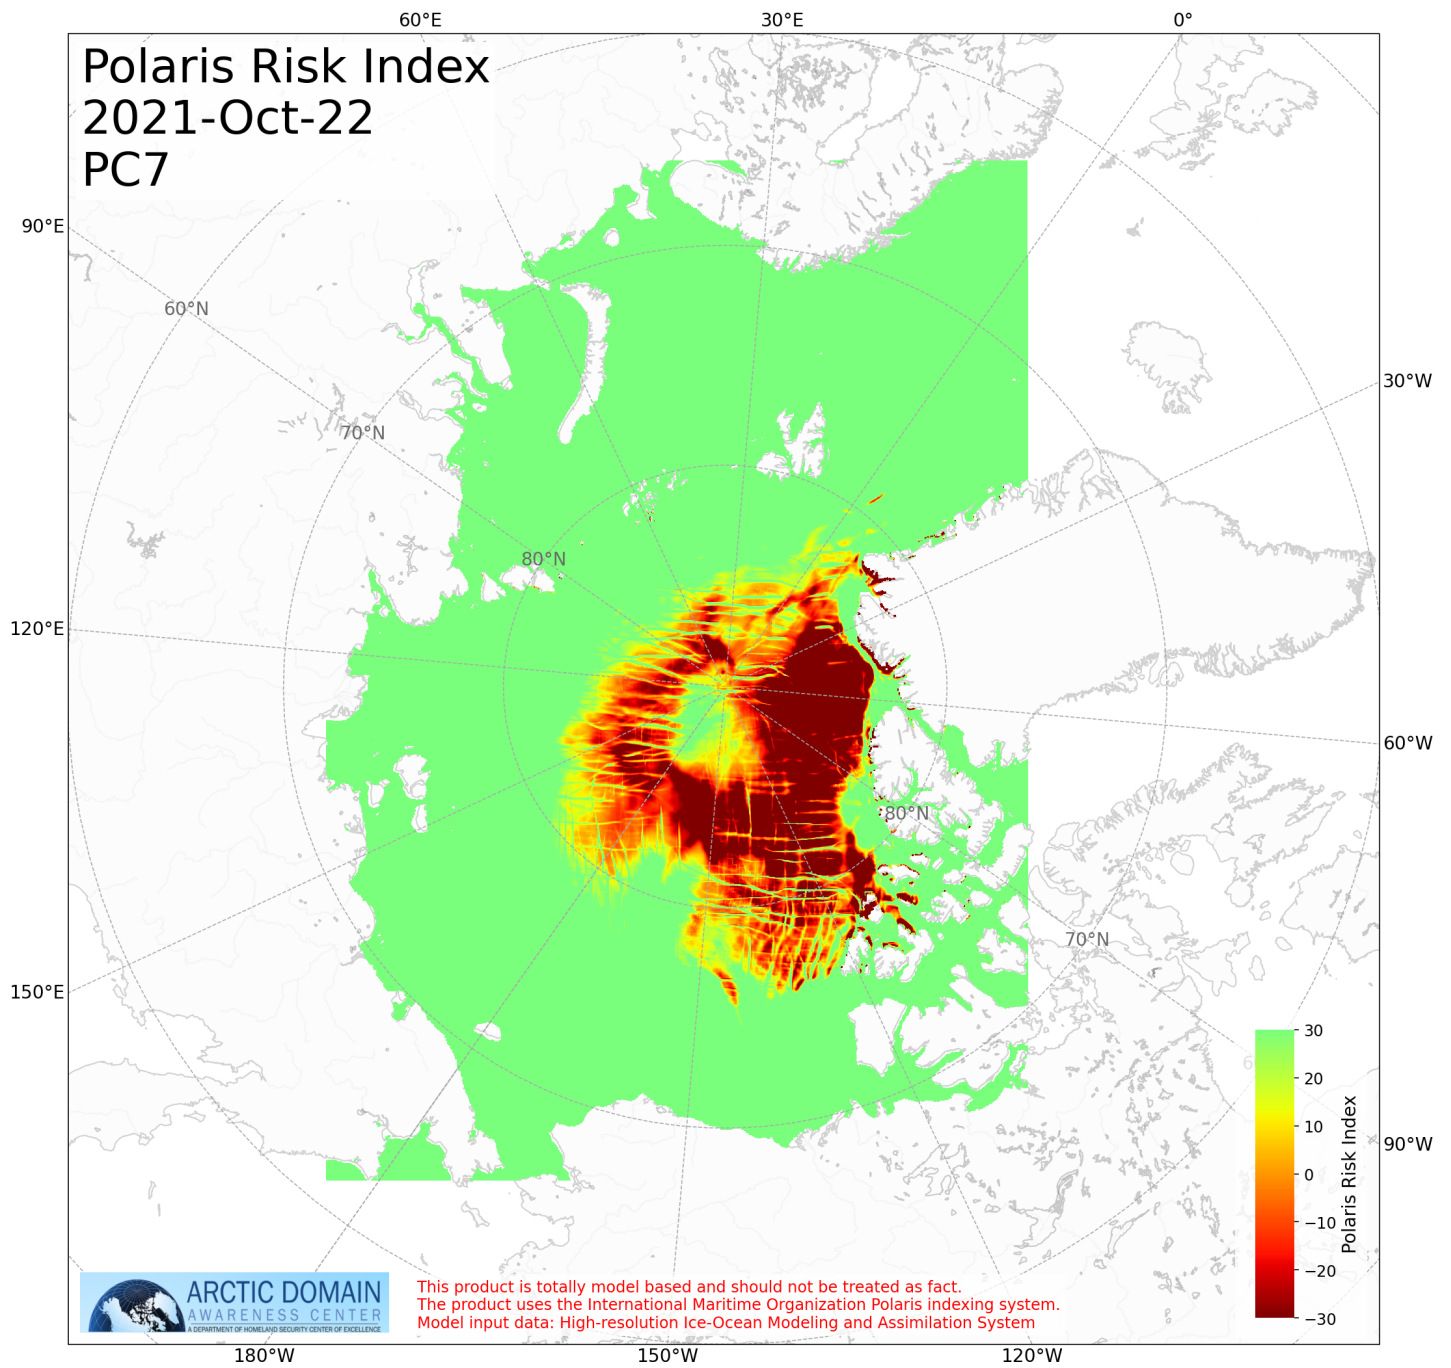 60°E 30°E 0°
Polaris Risk Index
2021-Oct-22
PC7
90°E
60°N
30°W
70°N
80°N
120°E
60°W
80°N
70°N
150°E
30
20
10
0
−10
−20
−30
Polaris Risk Index
90°W
ARCTIC DOMAIN
AWARENESS CENTER
A DEPARTMENT OF HOMELAND SECURITY CENTER OF EXCELLENCE
This product is totally model based and should not be treated as fact.
The product uses the International Maritime Organization Polaris indexing system.
Model input data: High-resolution Ice-Ocean Modeling and Assimilation System
180°W 150°W 120°W